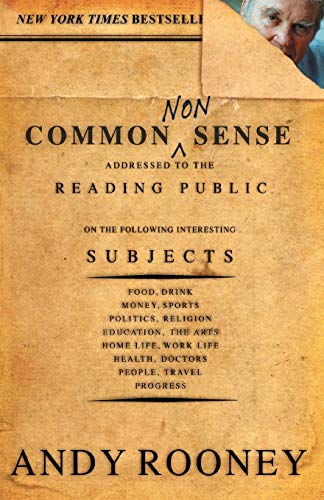 NEW YORK TIMES BESTSELLE
NON
COMMON SENSE
ADDRESSED TO THE
READING PUBLIC
ON THE FOLLOWING INTERESTING
SUBJECTS
FOOD, DRINK
MONEY, SPORTS
POLITICS, RELIGION
EDUCATION, THE ARTS
HOME LIFE, WORK LIFE
HEALTH, DOCTORS
PEOPLE, TRAVEL
PROGRESS
ANDY ROONEY